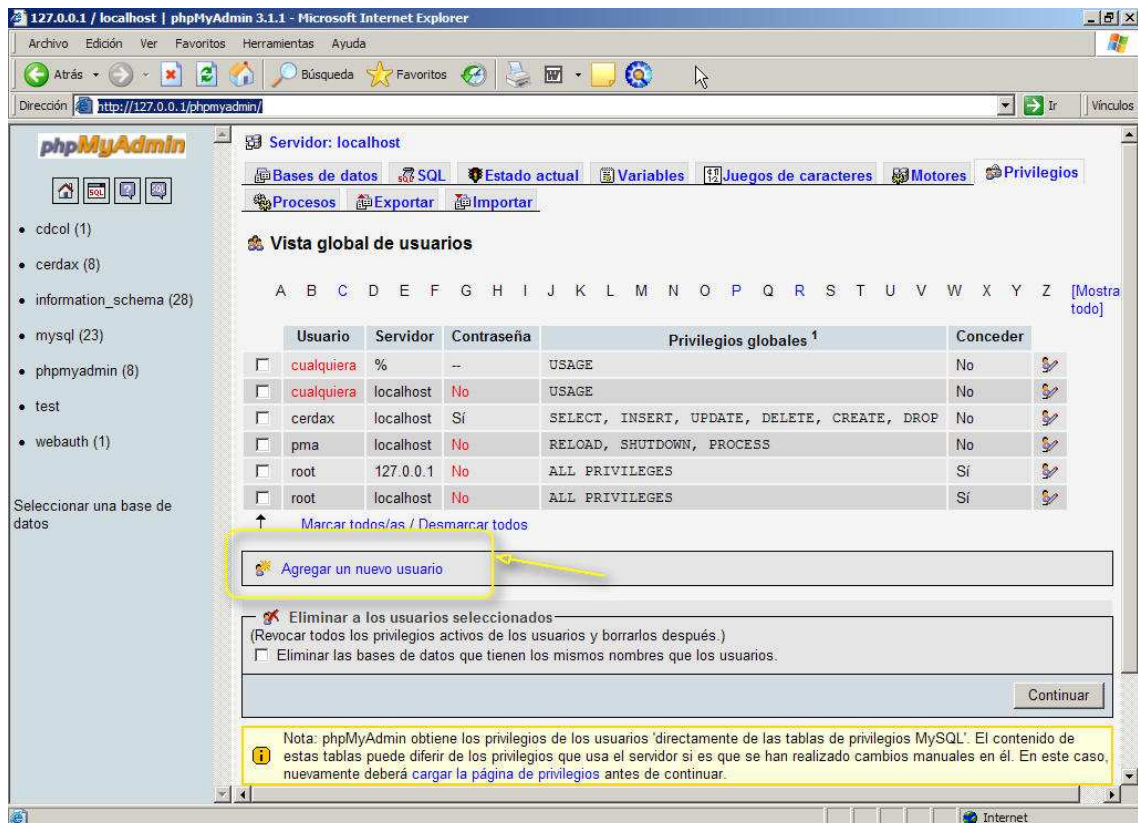 127.0.0.1 / localhost | phpMyAdmin 3.1.1 - Microsoft Internet Explorer
Archivo Edición Ver Favoritos Herramientas Ayuda
Atrás Búsqueda Favoritos
Dirección http://127.0.0.1/phpmyadmin/ Ir Vínculos
phpMyAdmin
SQL
cdcol (1)
cerdax (8)
information_schema (28)
mysql (23)
phpmyadmin (8)
test
webauth (1)
Seleccionar una base de
datos
Servidor: localhost
Bases de datos SQL Estado actual Variables Juegos de caracteres Motores Privilegios
Procesos Exportar Importar
Vista global de usuarios
A B C D E F G H I J K L M N O P Q R S T U V W X Y Z [Mostra
todo]
Usuario Servidor Contraseña Privilegios globales 1 Conceder
cualquiera % -- USAGE No
cualquiera localhost No USAGE No
cerdax localhost Sí SELECT, INSERT, UPDATE, DELETE, CREATE, DROP No
pma localhost No RELOAD, SHUTDOWN, PROCESS No
root 127.0.0.1 No ALL PRIVILEGES Sí
root localhost No ALL PRIVILEGES Sí
Marcar todos/as / Desmarcar todos
Agregar un nuevo usuario
Eliminar a los usuarios seleccionados
(Revocar todos los privilegios activos de los usuarios y borrarlos después.)
Eliminar las bases de datos que tienen los mismos nombres que los usuarios.
Continuar
Nota: phpMyAdmin obtiene los privilegios de los usuarios 'directamente de las tablas de privilegios MySQL'. El contenido de
estas tablas puede diferir de los privilegios que usa el servidor si es que se han realizado cambios manuales en él. En este caso,
nuevamente deberá cargar la página de privilegios antes de continuar.
Internet